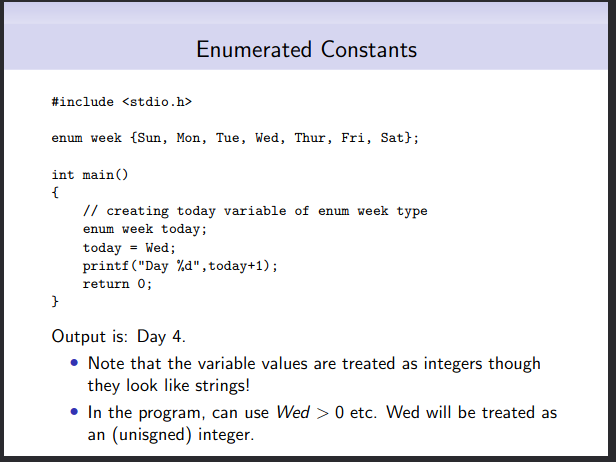 Enumerated Constants
#include <stdio.h>
enum week {Sun, Mon, Tue, Wed, Thur, Fri, Sat};
int main()
{
// creating today variable of enum week type
enum week today;
today = Wed;
printf("Day %d",today+1);
return 0;
}
Output is: Day 4.
• Note that the variable values are treated as integers though
they look like strings!
• In the program, can use Wed > 0 etc. Wed will be treated as
an (unisgned) integer.